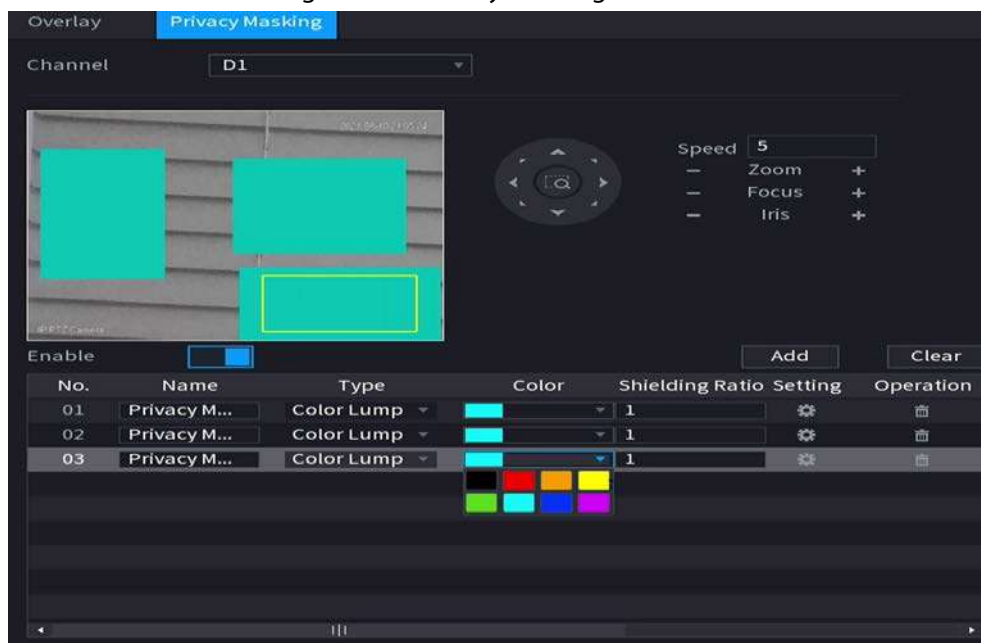 Overlay Privacy Masking
Channel D1
Speed 5
- Zoom +
- Focus +
- Iris +
Enable Add Clear
No. Name Type Color Shielding Ratio Setting Operation
01 Privacy M... Color Lump 1
02 Privacy M... Color Lump 1
03 Privacy M... Color Lump 1